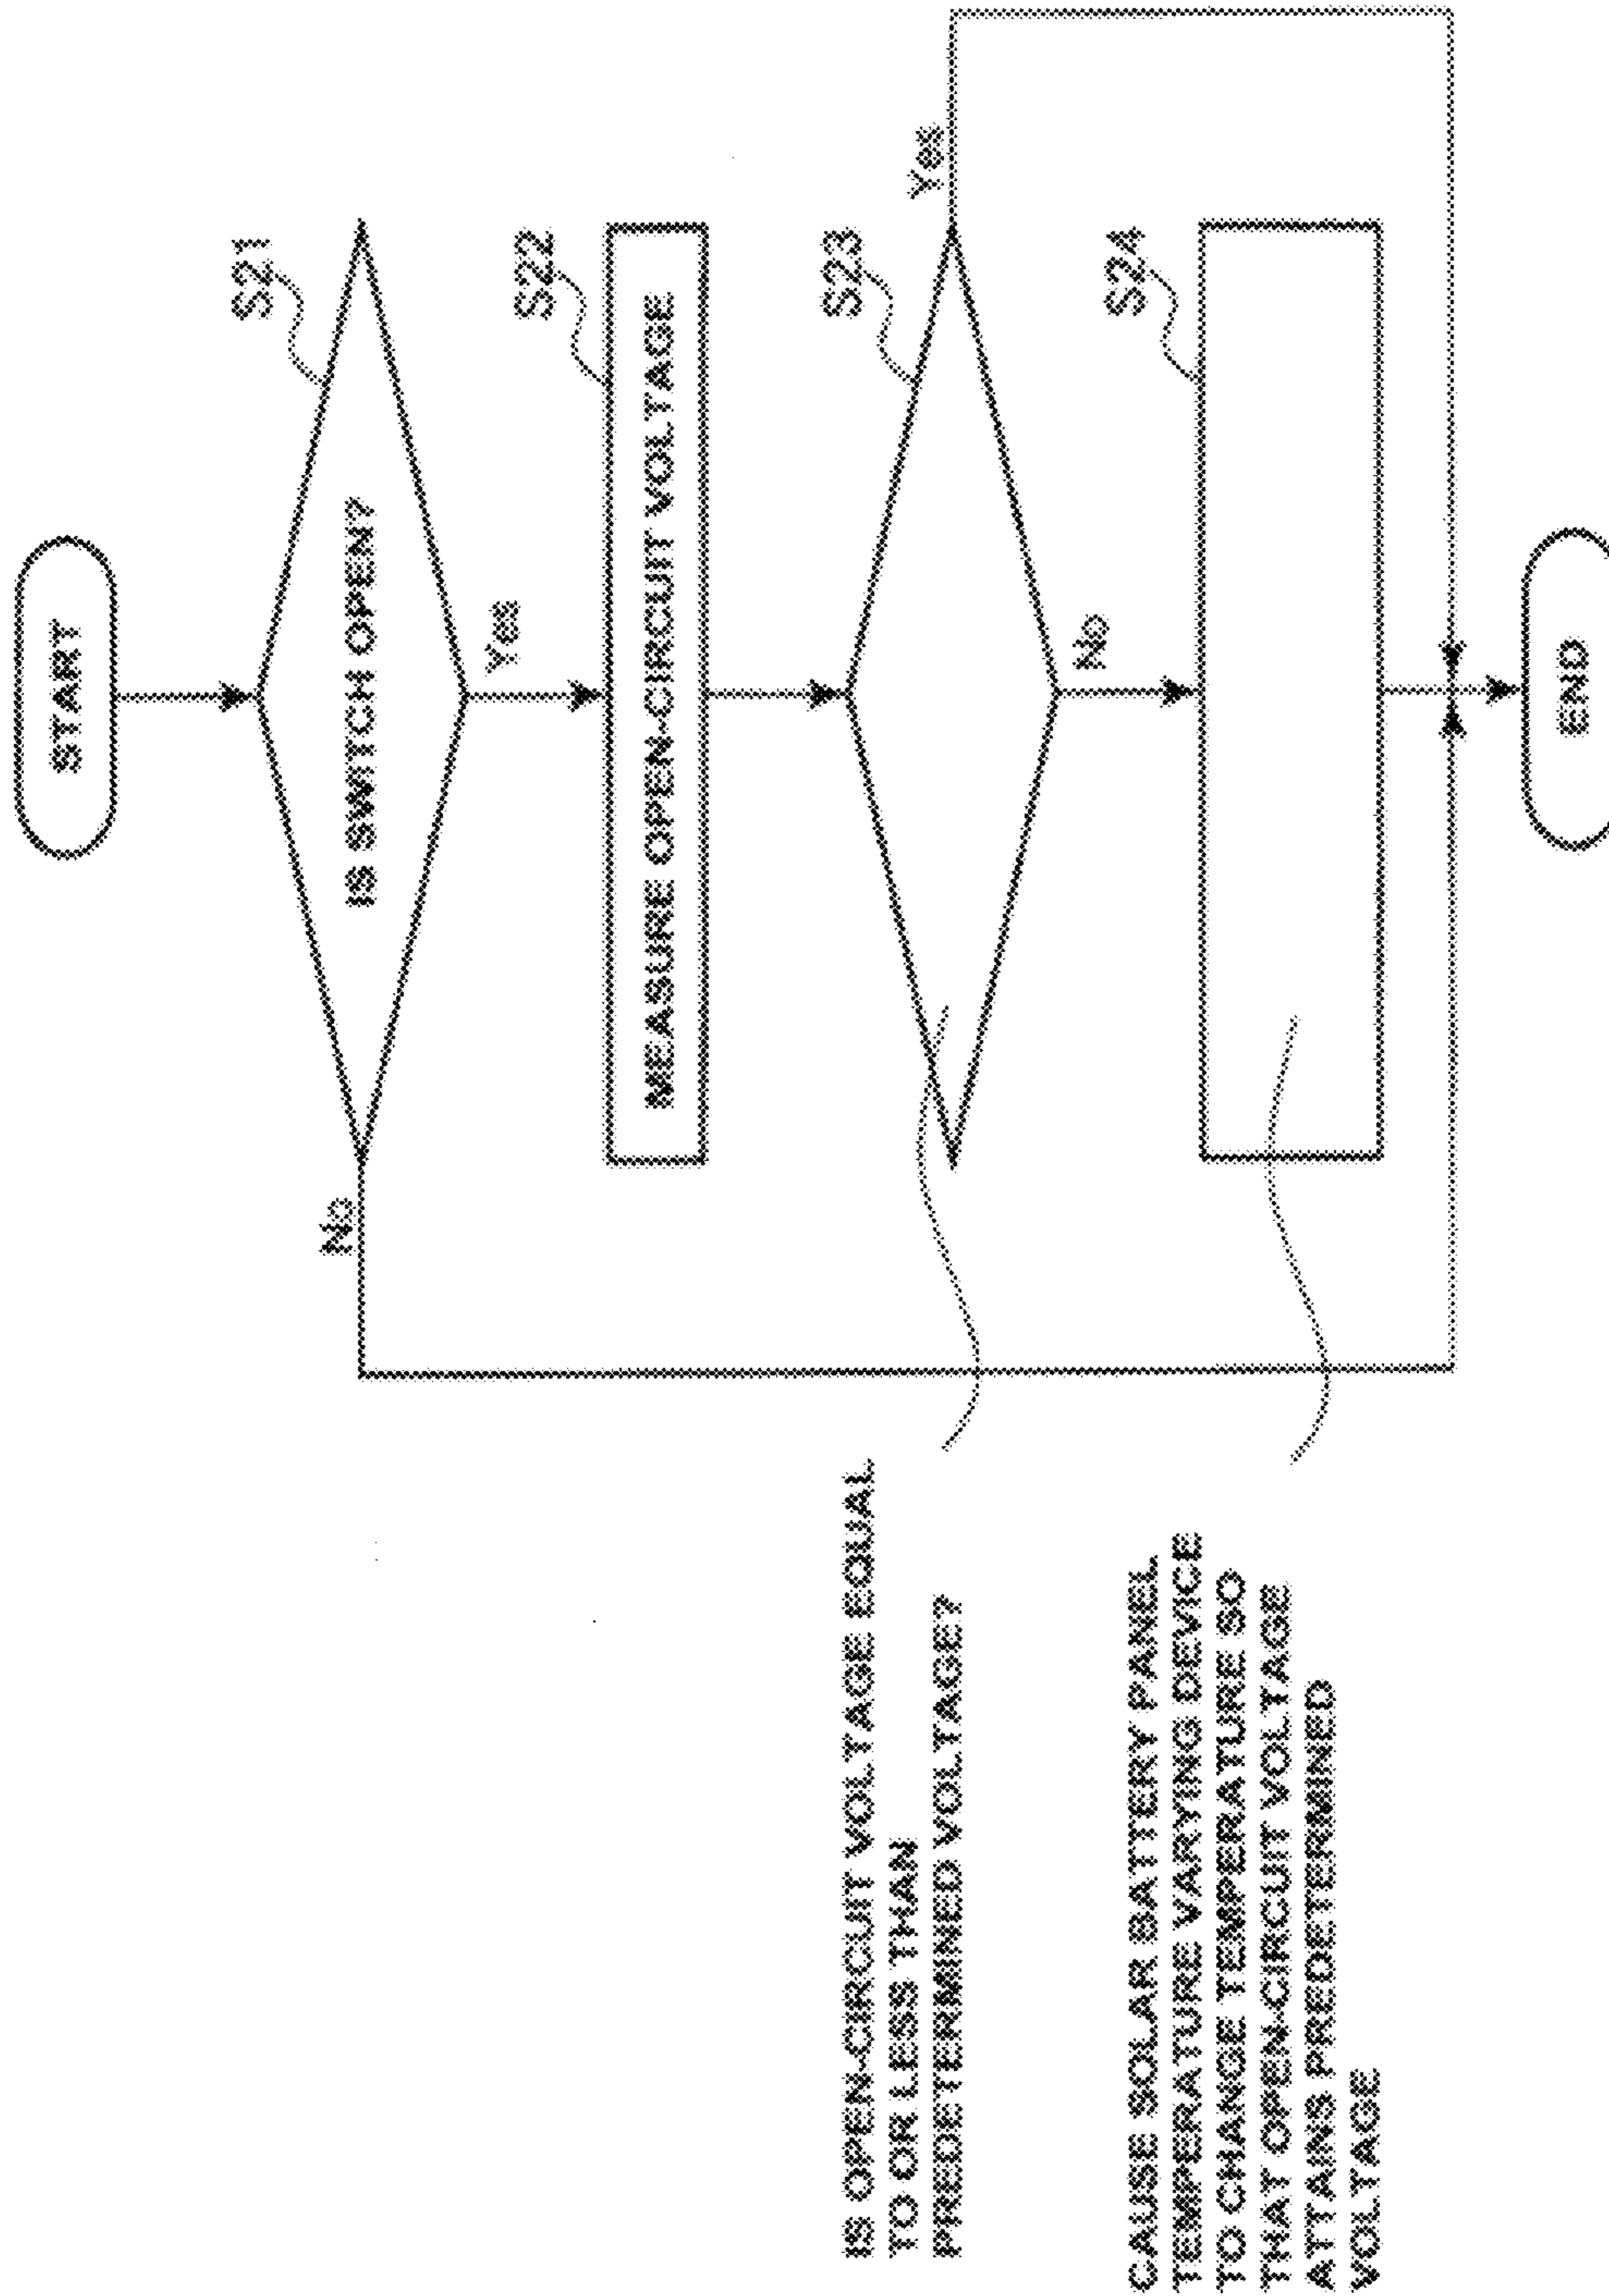 START
IS SWITCH OPEN?
S21
No
Yes
MEASURE OPEN-CIRCUIT VOLTAGE
S22
IS OPEN-CIRCUIT VOLTAGE EQUAL
TO OR LESS THAN
PREDETERMINED VOLTAGE?
S23
Yes
No
CAUSE SOLAR BATTERY PANEL
TEMPERATURE VARYING DEVICE
TO CHANGE TEMPERATURE SO
THAT OPEN-CIRCUIT VOLTAGE
ATTAINS PREDETERMINED
VOLTAGE
S24
END